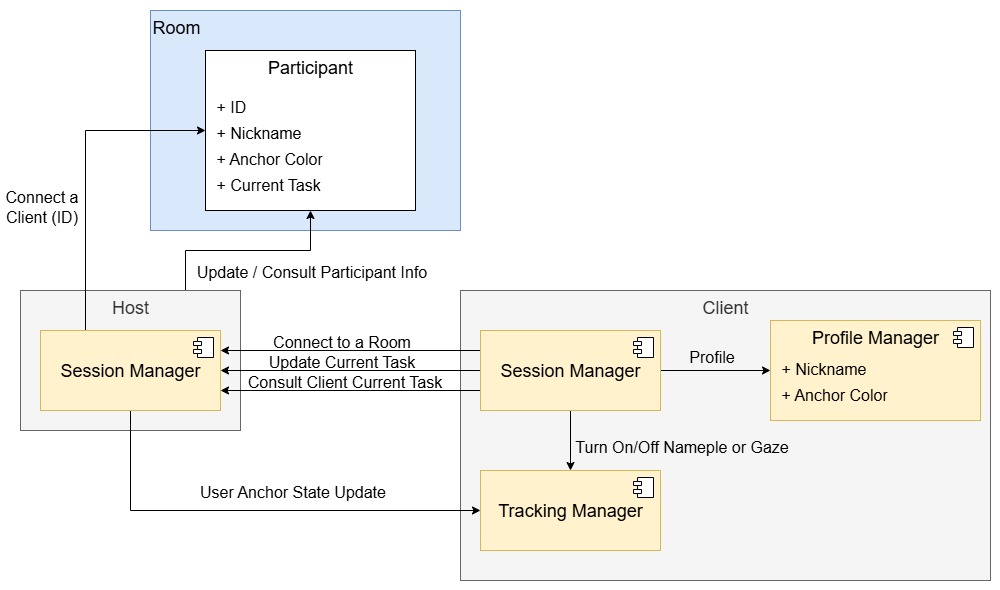 Room
Participant
+ ID
+ Nickname
+ Anchor Color
+ Current Task
Connect a
Client (ID)
Update / Consult Participant Info
Host
Session Manager
Connect to a Room
Update Current Task
Consult Client Current Task
Client
Session Manager
Profile
Profile Manager
+ Nickname
+ Anchor Color
Turn On/Off Nameple or Gaze
User Anchor State Update
Tracking Manager